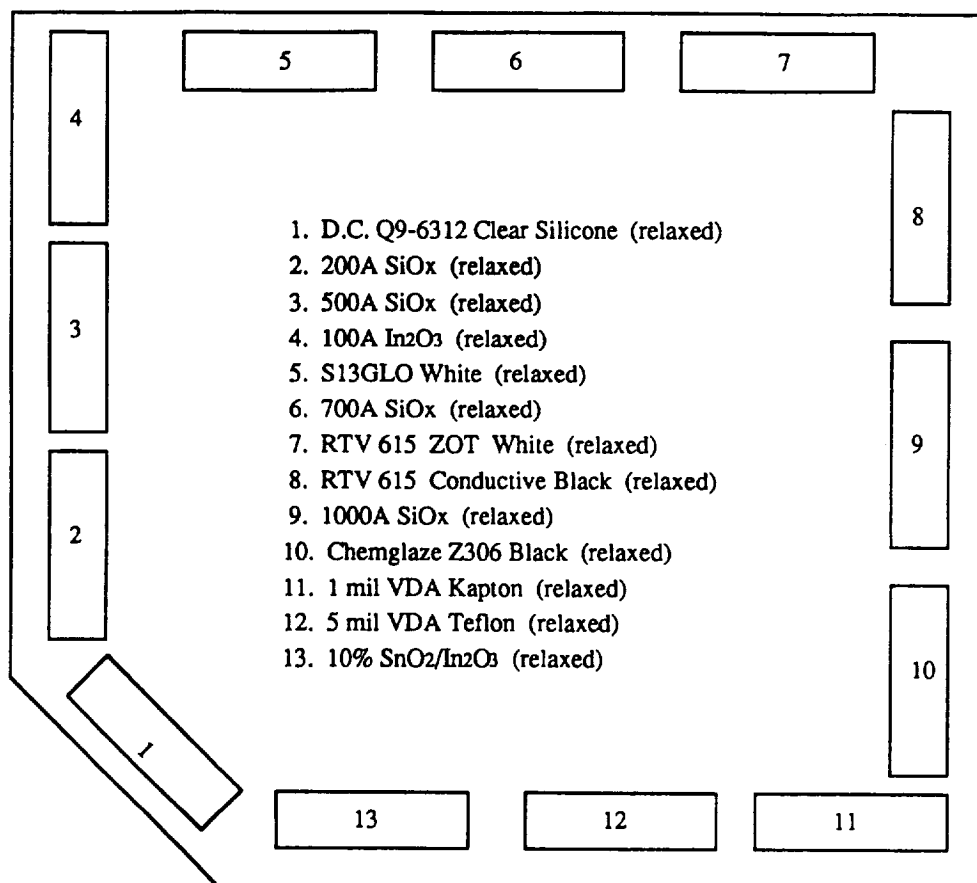 5 6 7
4
8
1. D.C. Q9-6312 Clear Silicone (relaxed)
2. 200A SiOx (relaxed)
3. 500A SiOx (relaxed)
3
4. 100A In2O3 (relaxed)
5. S13GLO White (relaxed)
6. 700A SiOx (relaxed)
7. RTV 615 ZOT White (relaxed)
9
8. RTV 615 Conductive Black (relaxed)
9. 1000A SiOx (relaxed)
2
10. Chemglaze Z306 Black (relaxed)
11. 1 mil VDA Kapton (relaxed)
12. 5 mil VDA Teflon (relaxed)
13. 10% SnO2/In2O3 (relaxed)
10
1
13 12 11